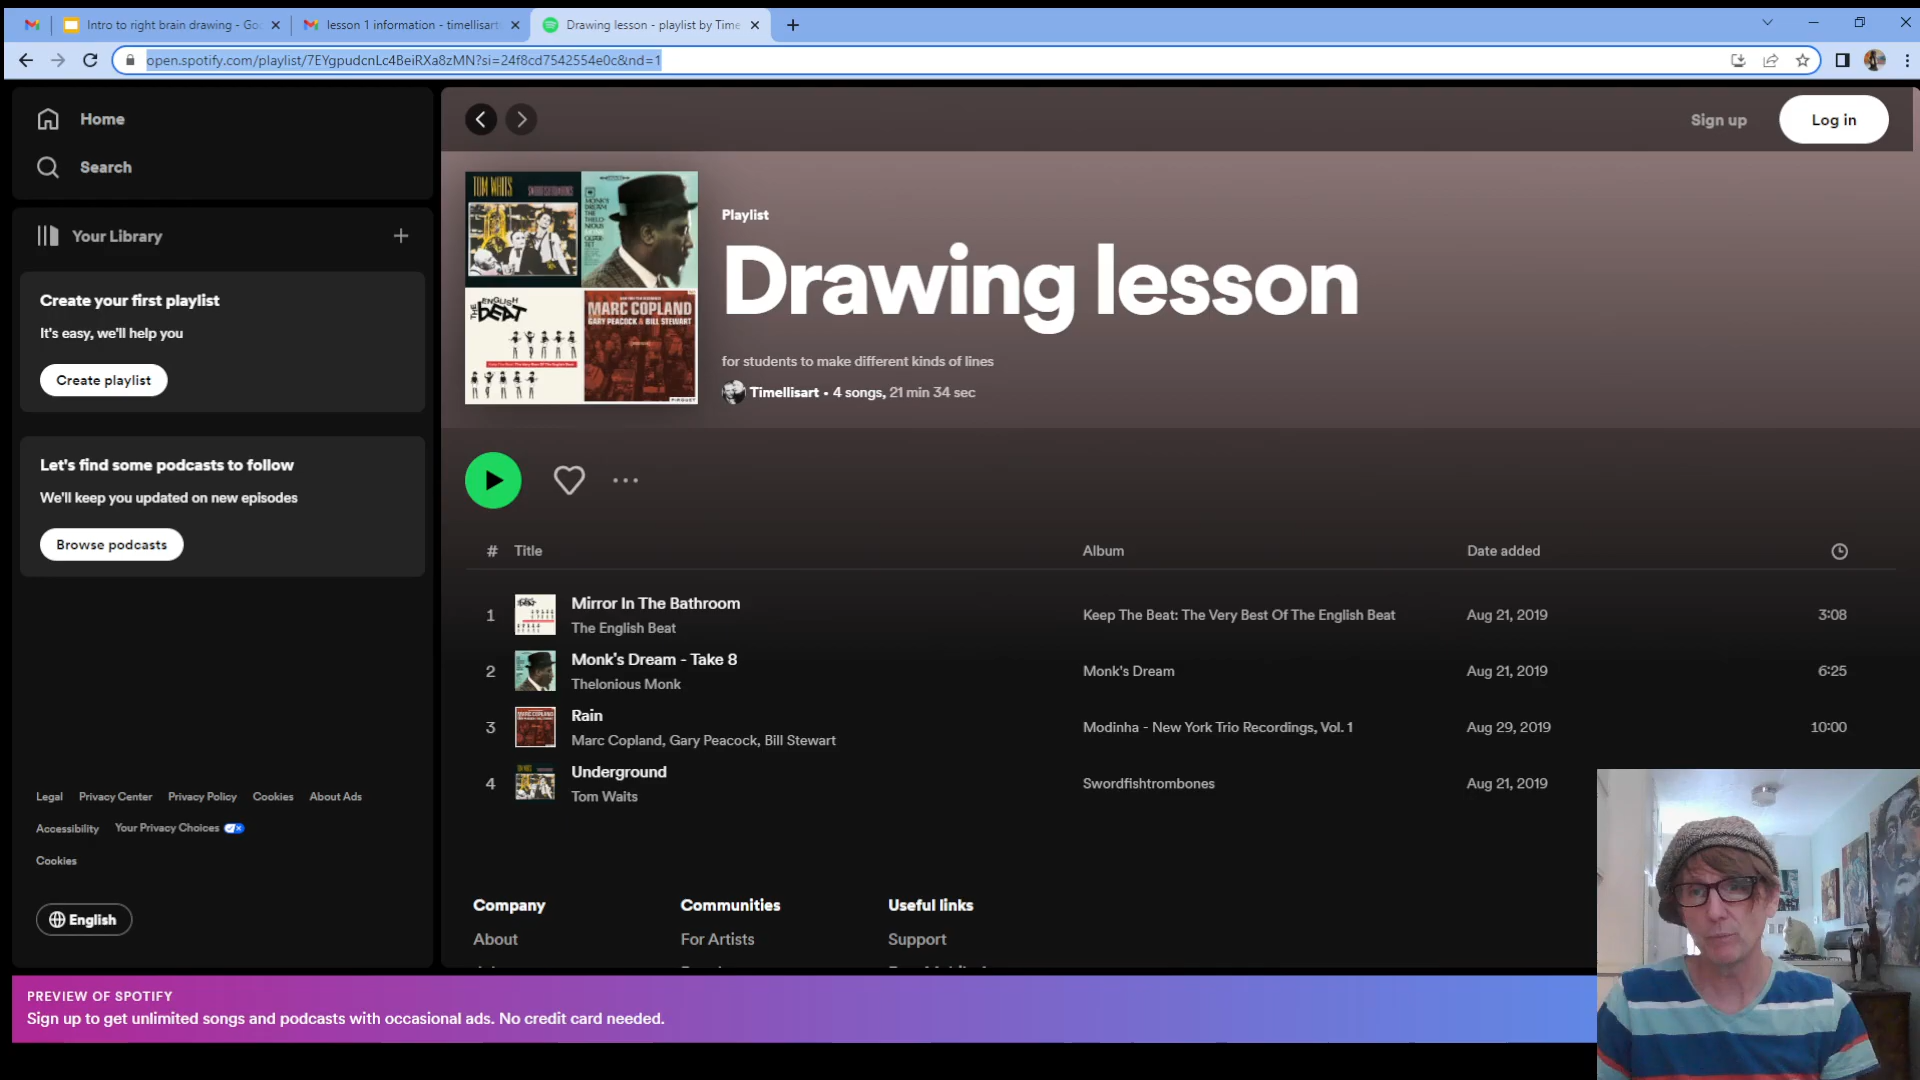 Intro to right brain drawing - Goo
lesson 1 information - timellisart
Drawing lesson - playlist by Time
open.spotify.com/playlist/7EYgpudcnLc4BeiRXa8zMN?si=24f8cd7542554e0c&nd=1
Home
Search
Your Library
Create your first playlist
It's easy, we'll help you
Create playlist
Let's find some podcasts to follow
We'll keep you updated on new episodes
Browse podcasts
Legal Privacy Center Privacy Policy Cookies About Ads
Accessibility Your Privacy Choices
Cookies
English
Sign up
Log in
TOM WAITS
THE ENGLISH BEAT
MARC COPLAND
GARY PEACOCK & BILL STEWART
Playlist
Drawing lesson
for students to make different kinds of lines
Timellisart • 4 songs, 21 min 34 sec
# Title Album Date added
1 Mirror In The Bathroom Keep The Beat: The Very Best Of The English Beat Aug 21, 2019 3:08
The English Beat
2 Monk's Dream - Take 8 Monk's Dream Aug 21, 2019 6:25
Thelonious Monk
3 Rain Modinha - New York Trio Recordings, Vol. 1 Aug 29, 2019 10:00
Marc Copland, Gary Peacock, Bill Stewart
4 Underground Swordfishtrombones Aug 21, 2019
Tom Waits
Company Communities Useful links
About For Artists Support
PREVIEW OF SPOTIFY
Sign up to get unlimited songs and podcasts with occasional ads. No credit card needed.